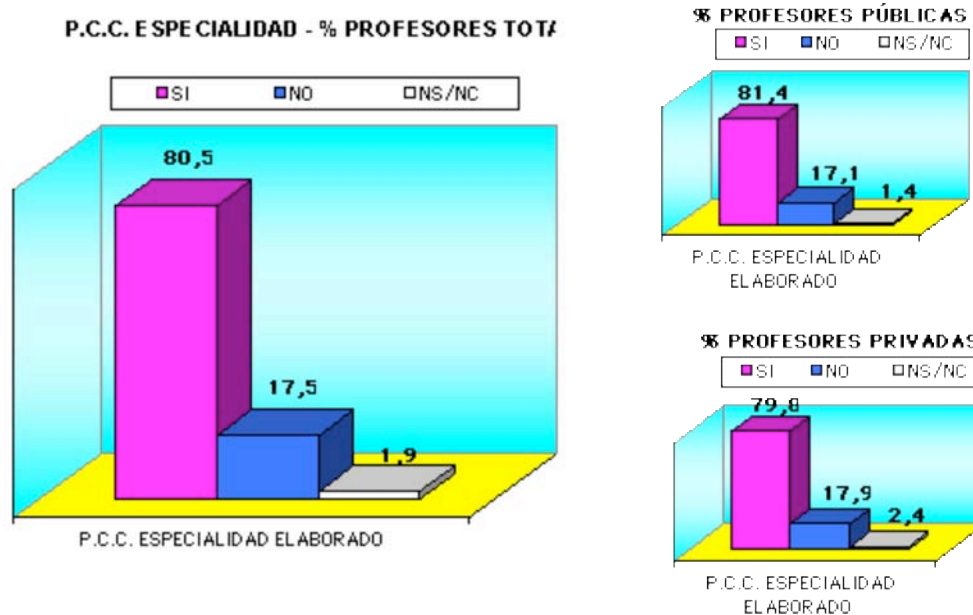 P.C.C. ESPECIALIDAD - % PROFESORES TOTA
SI NO NS/NC
80,5
17,5
1,9
P.C.C. ESPECIALIDAD ELABORADO
% PROFESORES PÚBLICAS
SI NO NS/NC
81,4
17,1
1,4
P.C.C. ESPECIALIDAD
ELABORADO
% PROFESORES PRIVADAS
SI NO NS/NC
79,8
17,9
2,4
P.C.C. ESPECIALIDAD
ELABORADO